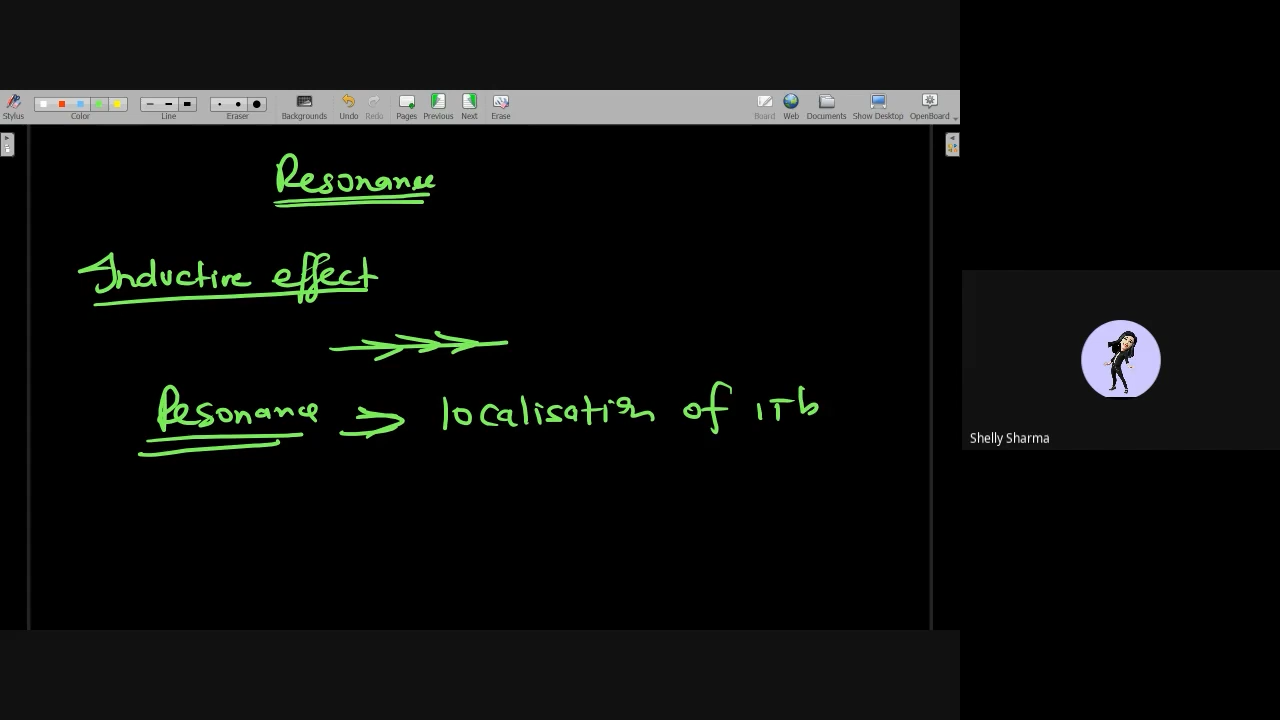 Stylus Color Line Eraser Backgrounds Undo Redo Pages Previous Next Erase Board Web Documents Show Desktop OpenBoard
Resonance
Inductive effect
Resonance ⇒ localisation of πb
Shelly Sharma